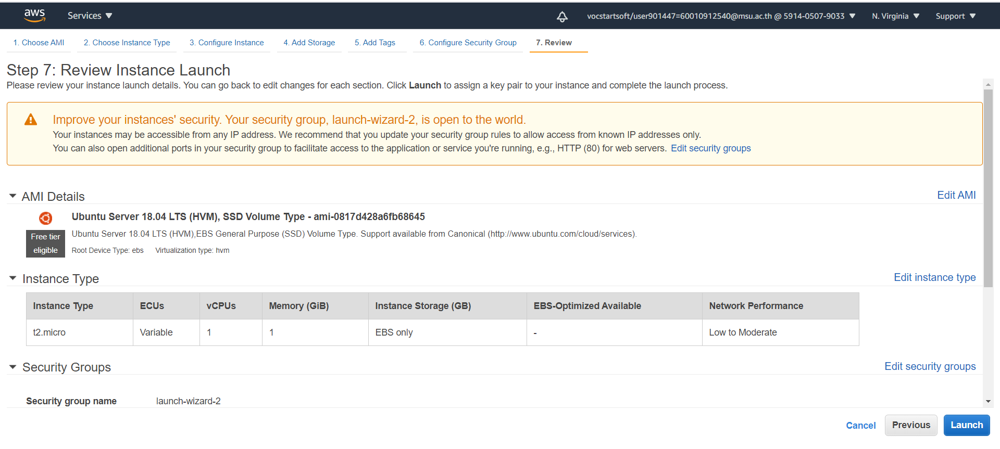 aws
Services
vocstartsoft/user901447=60010912540@msu.ac.th @ 5914-0507-9033
N. Virginia
Support
1. Choose AMI
2. Choose Instance Type
3. Configure Instance
4. Add Storage
5. Add Tags
6. Configure Security Group
7. Review
Step 7: Review Instance Launch
Please review your instance launch details. You can go back to edit changes for each section. Click Launch to assign a key pair to your instance and complete the launch process.
Improve your instances' security. Your security group, launch-wizard-2, is open to the world.
Your instances may be accessible from any IP address. We recommend that you update your security group rules to allow access from known IP addresses only.
You can also open additional ports in your security group to facilitate access to the application or service you're running, e.g., HTTP (80) for web servers. Edit security groups
AMI Details
Edit AMI
Ubuntu Server 18.04 LTS (HVM), SSD Volume Type - ami-0817d428a6fb68645
Free tier
eligible
Ubuntu Server 18.04 LTS (HVM),EBS General Purpose (SSD) Volume Type. Support available from Canonical (http://www.ubuntu.com/cloud/services).
Root Device Type: ebs
Virtualization type: hvm
Instance Type
Edit instance type
Instance Type
ECUs
vCPUs
Memory (GiB)
Instance Storage (GB)
EBS-Optimized Available
Network Performance
t2.micro
Variable
1
1
EBS only
-
Low to Moderate
Security Groups
Edit security groups
Security group name
launch-wizard-2
Cancel
Previous
Launch